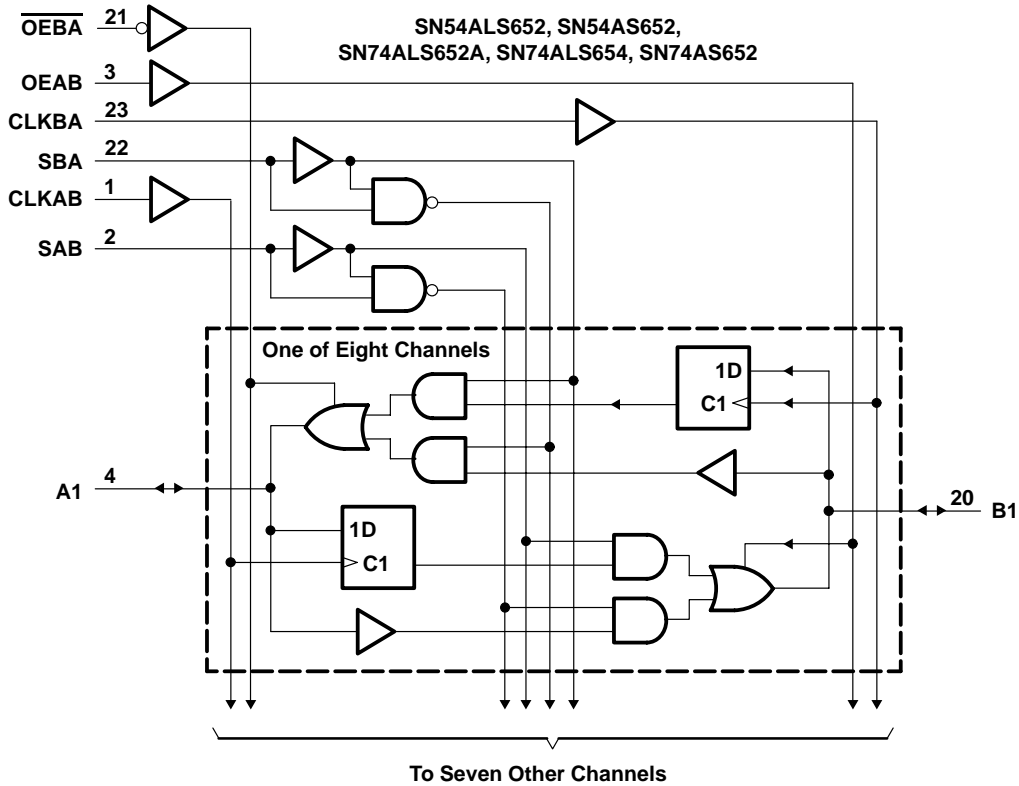 SN54ALS652, SN54AS652,
SN74ALS652A, SN74ALS654, SN74AS652
OEBA 21
OEAB 3
CLKBA 23
SBA 22
CLKAB 1
SAB 2
One of Eight Channels
1D
C1
A1 4
20 B1
1D
C1
To Seven Other Channels